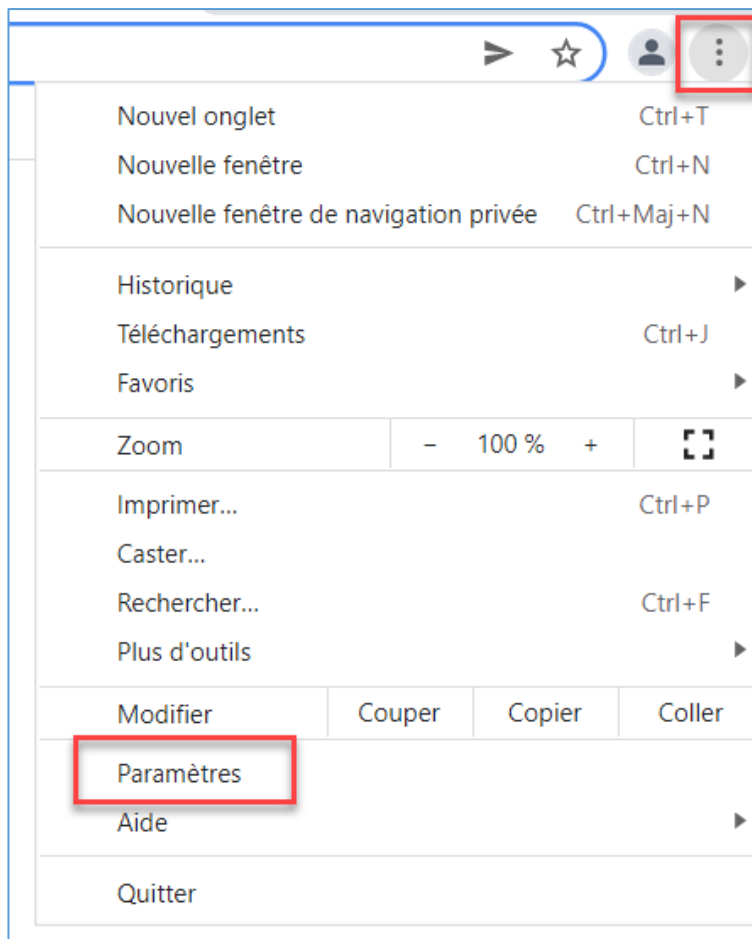 Nouvel onglet Ctrl+T
Nouvelle fenêtre Ctrl+N
Nouvelle fenêtre de navigation privée Ctrl+Maj+N
Historique
Téléchargements Ctrl+J
Favoris
Zoom - 100 % +
Imprimer... Ctrl+P
Caster...
Rechercher... Ctrl+F
Plus d'outils
Modifier Couper Copier Coller
Paramètres
Aide
Quitter